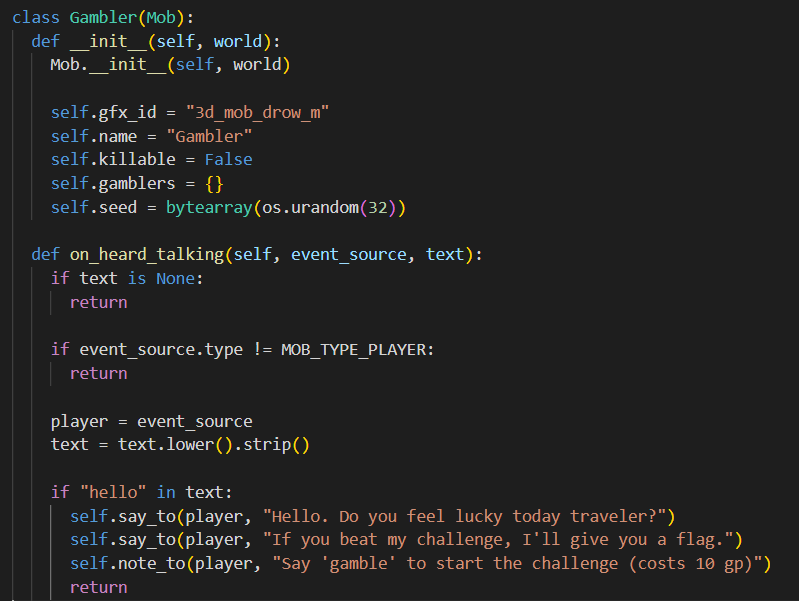 class Gambler(Mob):
  def __init__(self, world):
    Mob.__init__(self, world)

    self.gfx_id = "3d_mob_drow_m"
    self.name = "Gambler"
    self.killable = False
    self.gamblers = {}
    self.seed = bytearray(os.urandom(32))

  def on_heard_talking(self, event_source, text):
    if text is None:
      return

    if event_source.type != MOB_TYPE_PLAYER:
      return

    player = event_source
    text = text.lower().strip()

    if "hello" in text:
      self.say_to(player, "Hello. Do you feel lucky today traveler?")
      self.say_to(player, "If you beat my challenge, I'll give you a flag.")
      self.note_to(player, "Say 'gamble' to start the challenge (costs 10 gp)")
      return